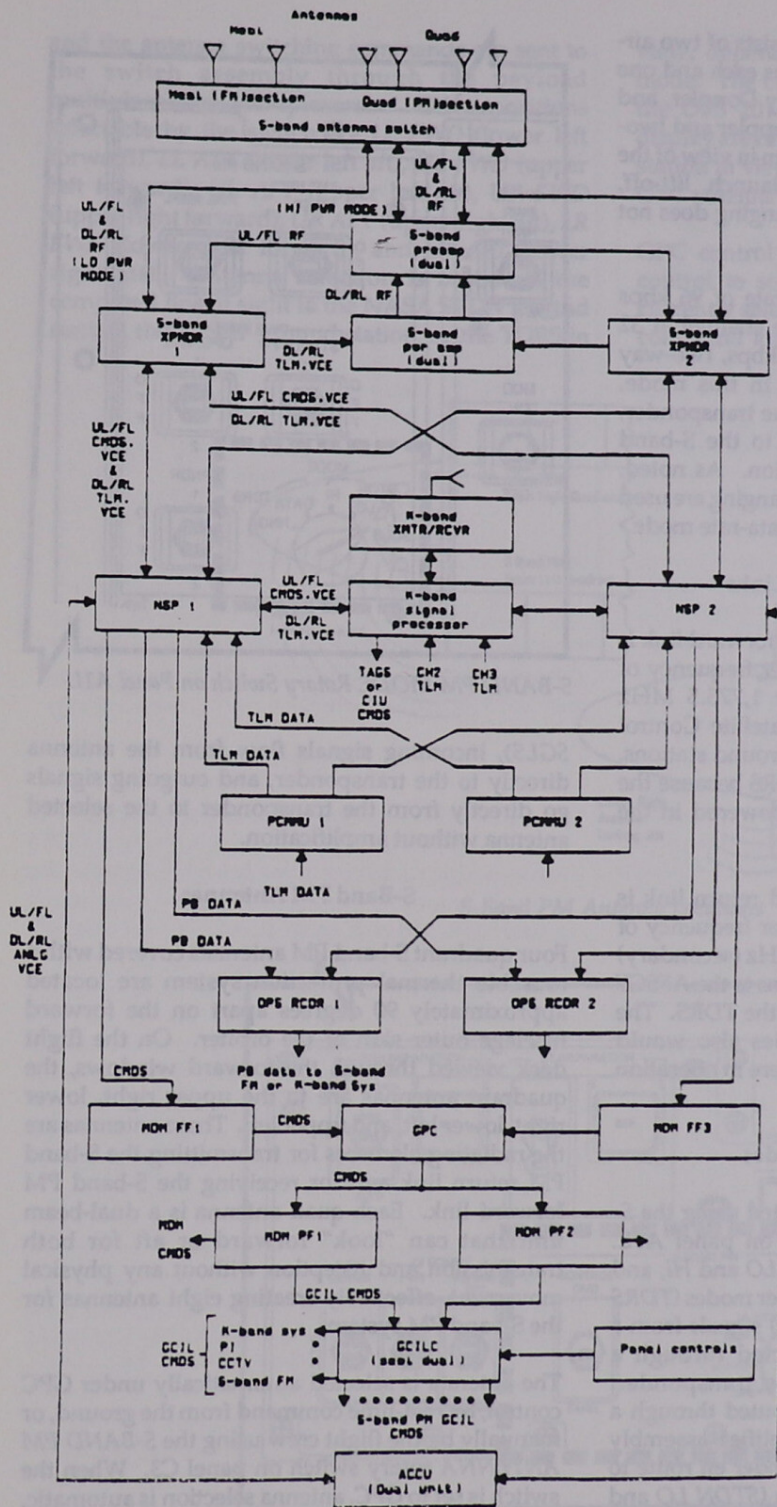 Antennas
Hemi
Quad
Hemi (FM)section
Quad (PM)section
S-band antenna switch
UL/FL
&
DL/RL
RF
UL/FL
&
DL/RL
RF
(LO PWR
MODE)
(HI PWR MODE)
UL/FL RF
S-band
preamp
(dual)
DL/RL RF
S-band
XPNDR
1
S-band
pwr amp
(dual)
S-band
XPNDR
2
DL/RL
TLM.VCE
UL/FL CMDS.VCE
DL/RL TLM.VCE
UL/FL
CMDS.
VCE
&
DL/RL
TLM.
VCE
K-band
XMTR/RCVR
NSP 1
UL/FL
CMDS.VCE
DL/RL
TLM.VCE
K-band
signal
processor
NSP 2
TAGS
or
CIU
CMDS
CH2
TLM
CH3
TLM
TLM DATA
TLM DATA
PCMMU 1
PCMMU 2
TLM DATA
PB DATA
PB DATA
UL/FL
&
DL/RL
ANLG
VCE
OPS RCDR 1
OPS RCDR 2
PB data to S-band
FM or K-band Sys
CMDS
MDM FF1
CMDS
GPC
MDM FF3
CMDS
MDM
CMDS
MDM PF1
MDM PF2
GCIL CMDS
GCIL
CMDS
K-band sys
PI
CCTV
S-band FM
GCILC
(semi dual)
Panel controls
S-band PM GCIL
CMDS
ACCU
(Dual unit)